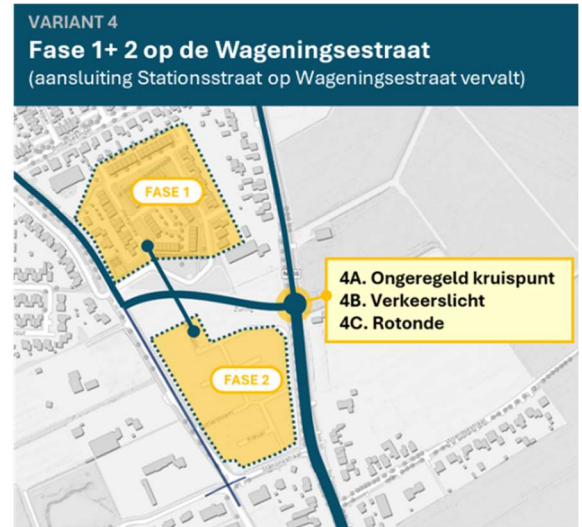 VARIANT 4
Fase 1+ 2 op de Wageningsestraat
(aansluiting Stationsstraat op Wageningsestraat vervalt)
FASE 1
4A. Ongeregeld kruispunt
4B. Verkeerslicht
4C. Rotonde
FASE 2